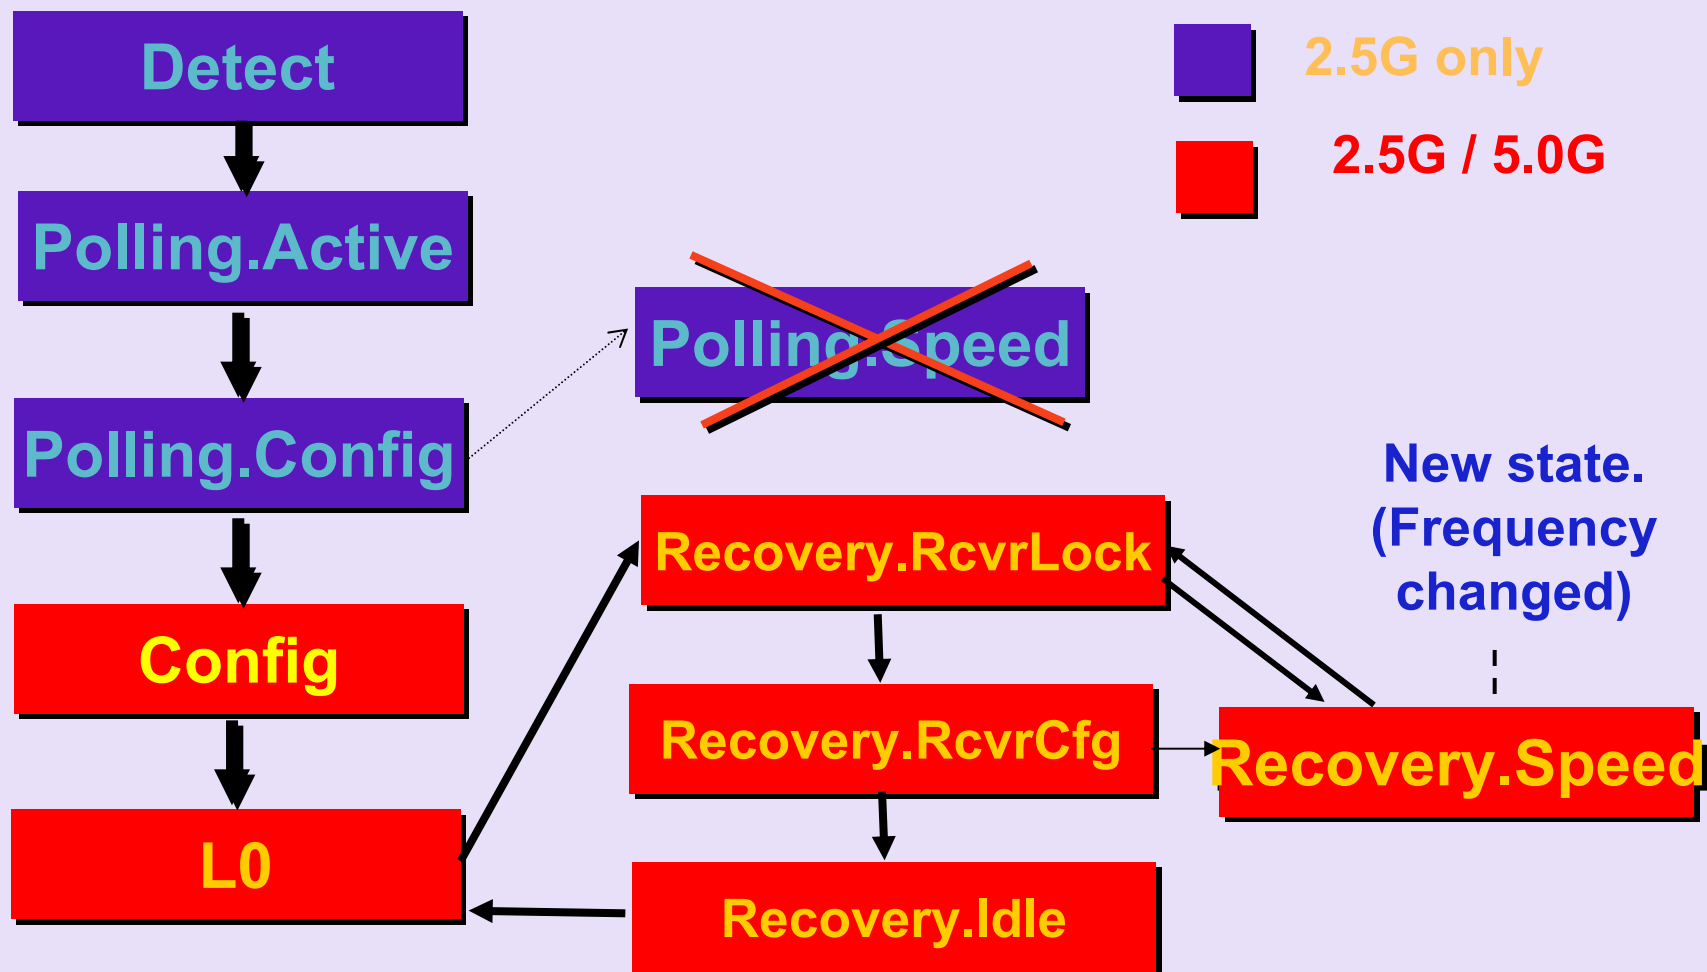 Detect
2.5G only
2.5G / 5.0G
Polling.Active
Polling.Speed
Polling.Config
New state.
(Frequency
changed)
Recovery.RcvrLock
Config
Recovery.RcvrCfg
Recovery.Speed
L0
Recovery.Idle